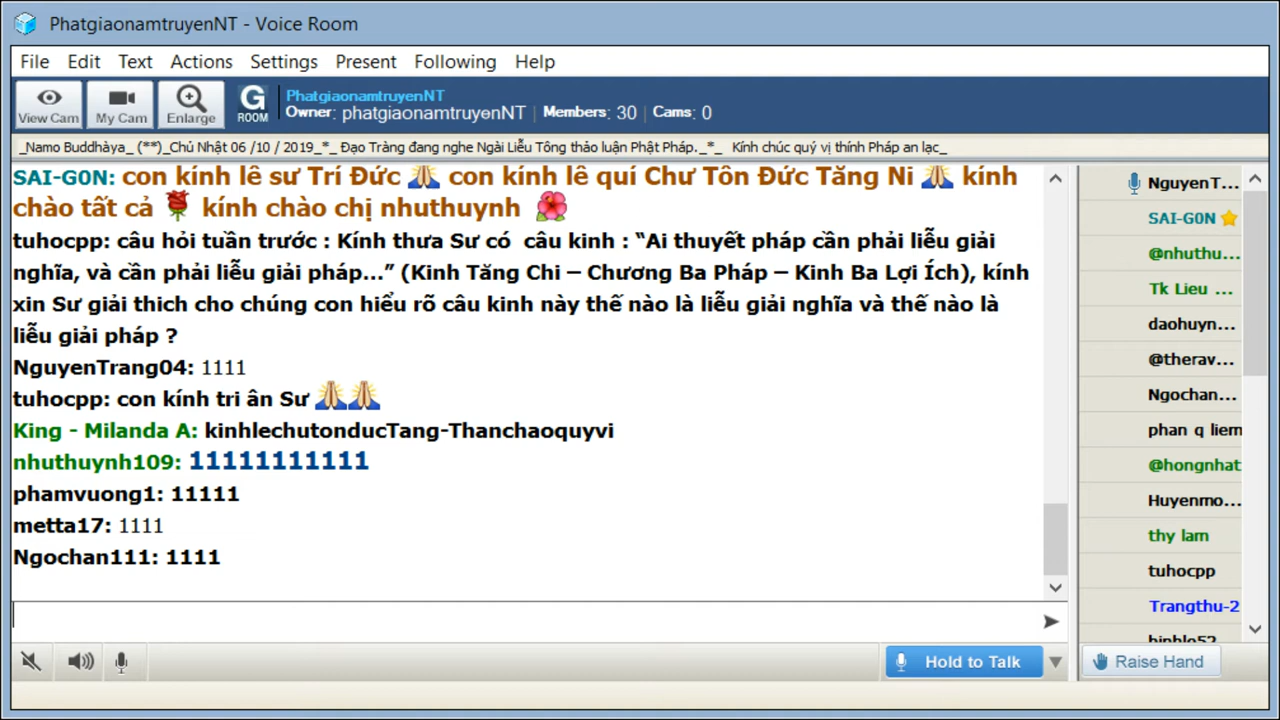 PhatgiaonamtruyenNT - Voice Room
File Edit Text Actions Settings Present Following Help
View Cam My Cam Enlarge G ROOM
PhatgiaonamtruyenNT
Owner: phatgiaonamtruyenNT | Members: 30 | Cams: 0
_Namo Buddhàya_ (**)_Chú Nhật 06 /10 / 2019_*_ Đạo Tràng đang nghe Ngài Liễu Tông thảo luận Phật Pháp._*_ Kính chúc quý vị thính Pháp an lạc_
SAI-G0N: con kính lê sư Trí Đức 🙏 con kính lê quí Chư Tôn Đức Tăng Ni 🙏 kính
chào tất cả 🌹 kính chào chị nhuthuynh 🌺
tuhocpp: câu hỏi tuần trước : Kính thưa Sư có câu kinh : “Ai thuyết pháp cần phải liễu giải
nghĩa, và cần phải liễu giải pháp...” (Kinh Tăng Chi – Chương Ba Pháp – Kinh Ba Lợi Ích), kính
xin Sư giải thich cho chúng con hiểu rõ câu kinh này thế nào là liễu giải nghĩa và thế nào là
liễu giải pháp ?
NguyenTrang04: 1111
tuhocpp: con kính tri ân Sư 🙏🙏
King - Milanda A: kinhlechutonducTang-Thanchaoquyvi
nhuthuynh109: 11111111111
phamvuong1: 11111
metta17: 1111
Ngochan111: 1111
NguyenT...
SAI-G0N
@nhuthu...
Tk Lieu ...
daohuyn...
@therav...
Ngochan...
phan q liem
@hongnhat
Huyenmo...
thy lam
tuhocpp
Trangthu-2
binhle52
Hold to Talk
Raise Hand